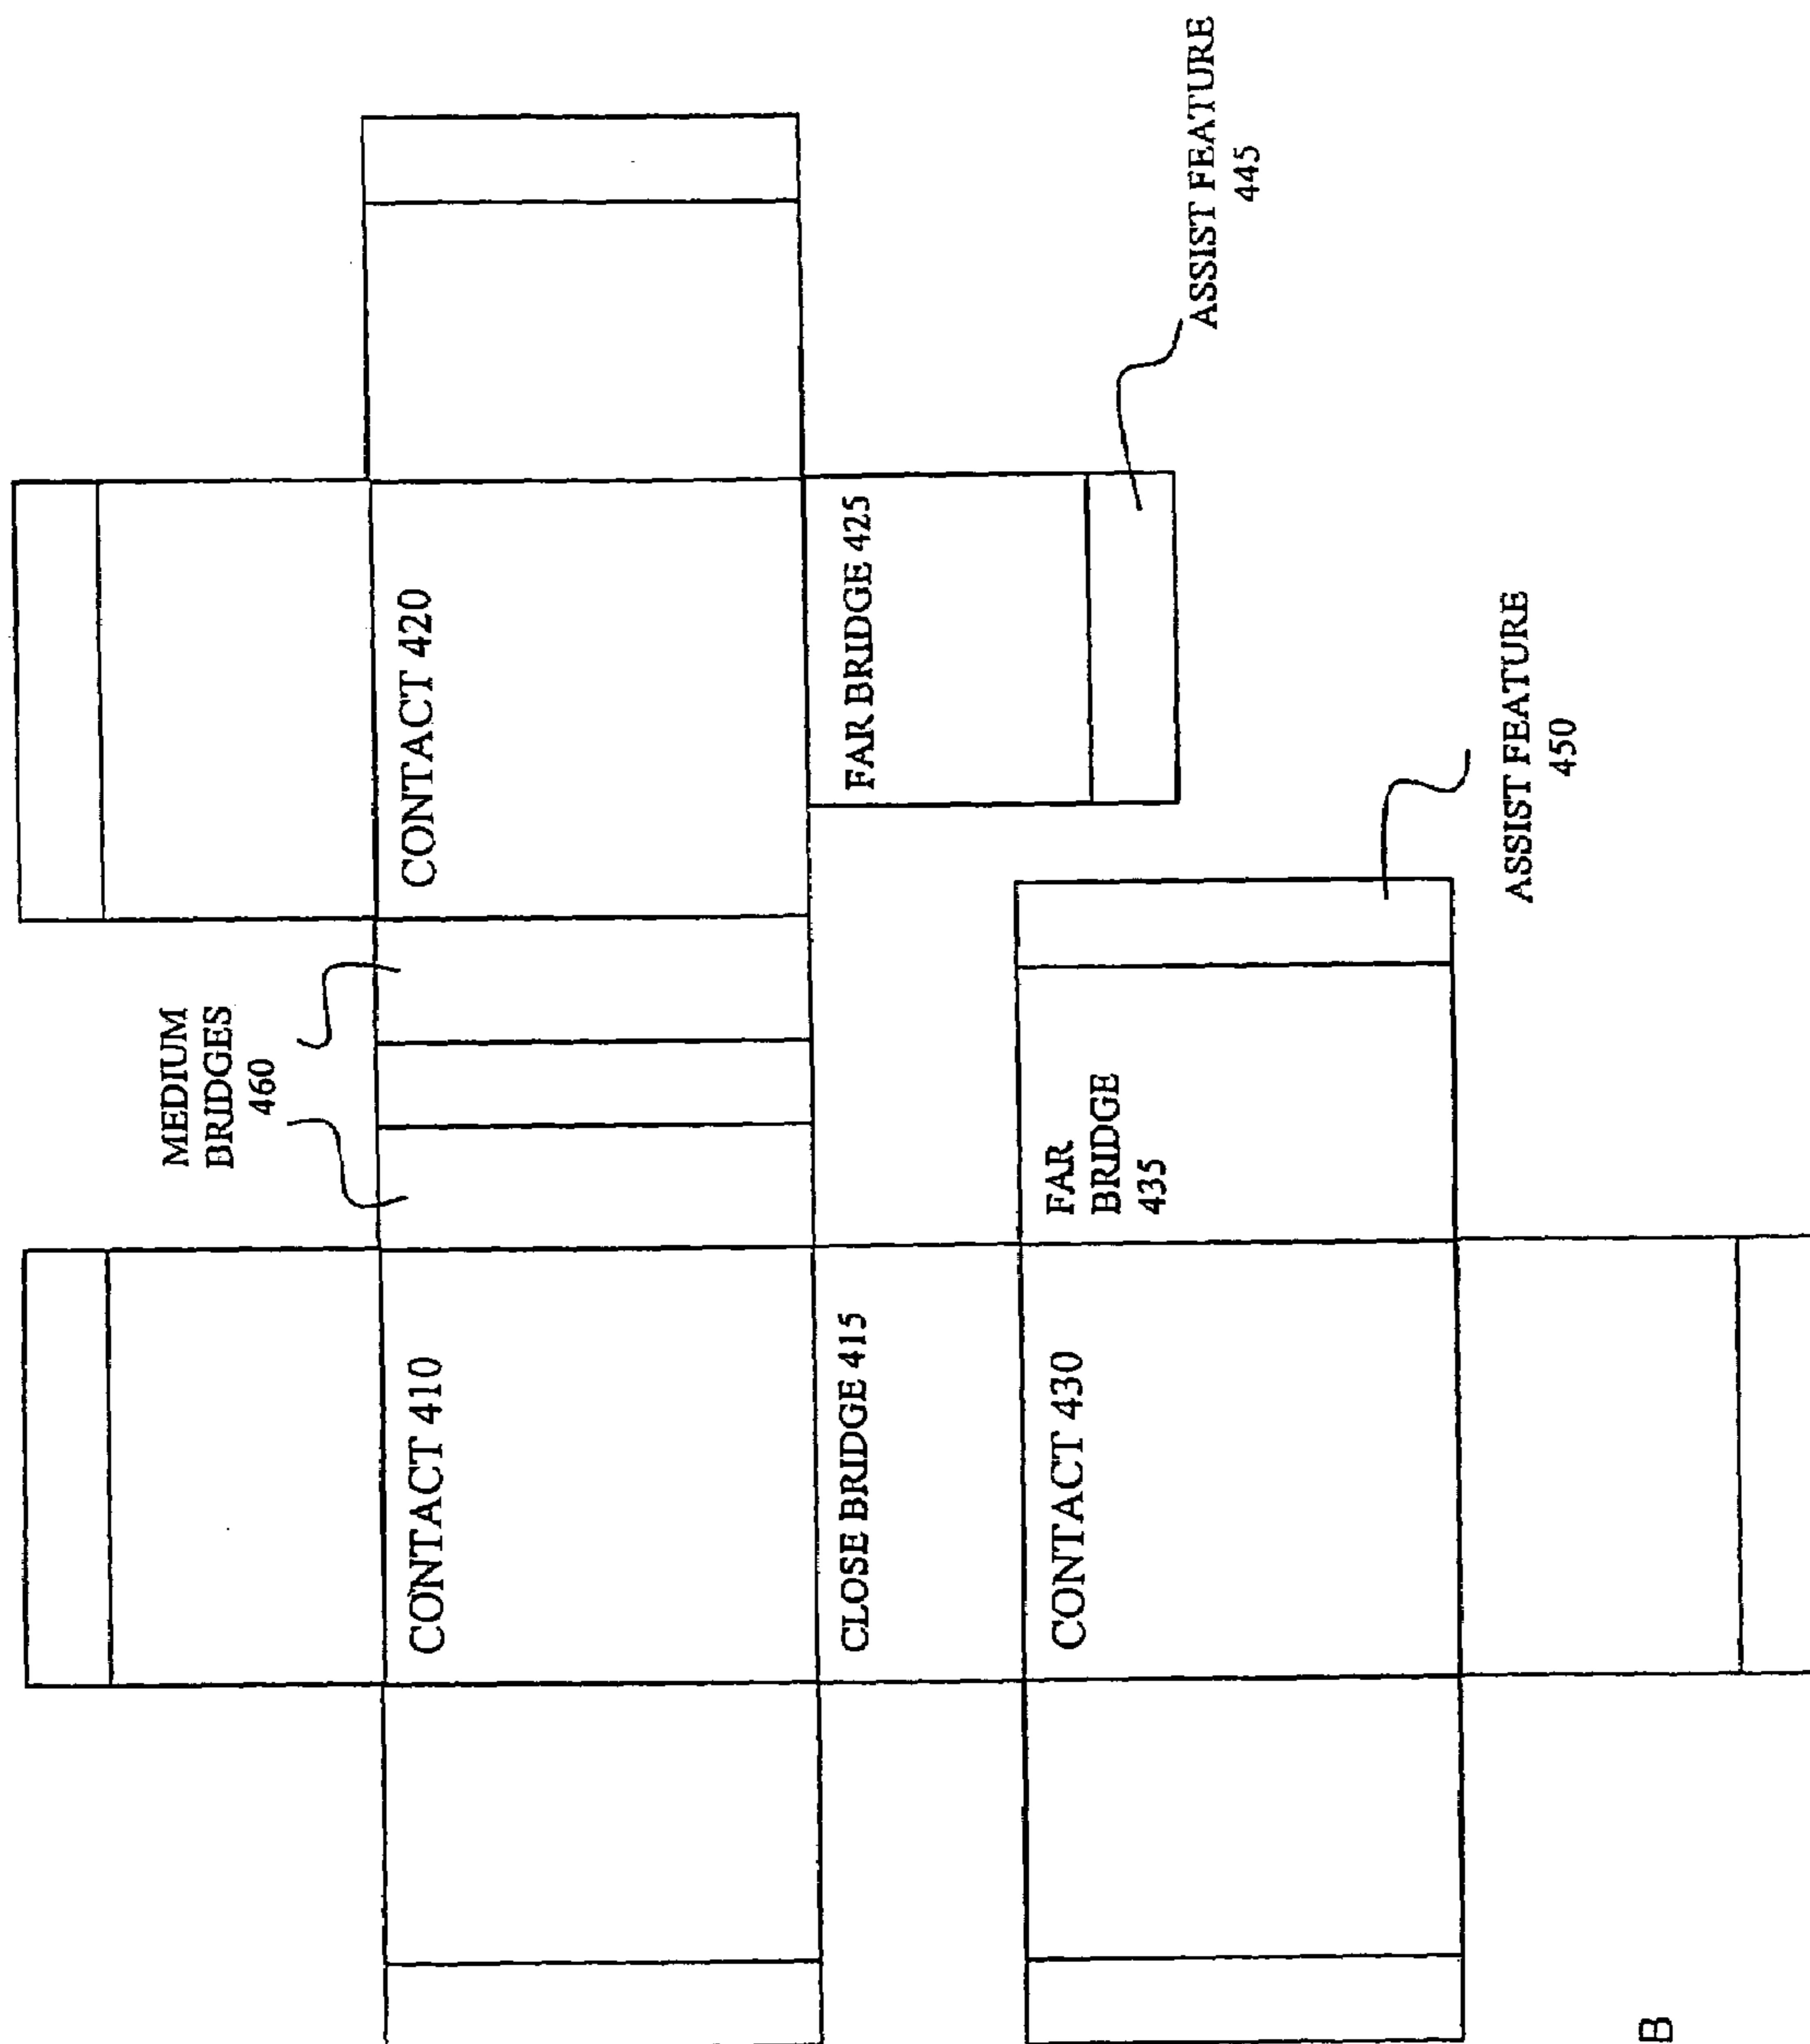 MEDIUM
BRIDGES
460
CONTACT 410
CONTACT 420
CLOSE BRIDGE 415
FAR BRIDGE 425
CONTACT 430
FAR
BRIDGE
435
ASSIST FEATURE
445
ASSIST FEATURE
450
B